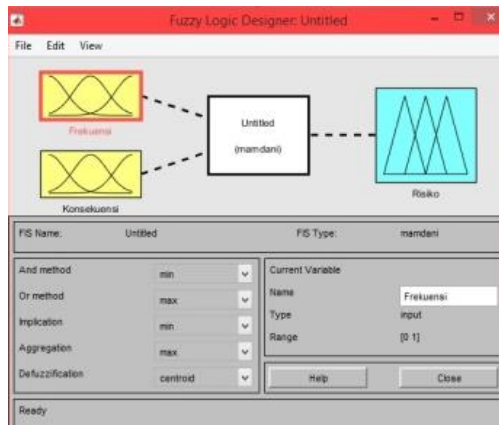 Fuzzy Logic Designer: Untitled
File Edit View
Frekuensi
Konsekuensi
Untitled
(mamdani)
Risiko
FIS Name: Untitled FIS Type: mamdani
And method min
Or method max
Implication min
Aggregation max
Defuzzification centroid
Current Variable
Name Frekuensi
Type input
Range [0 1]
Help Close
Ready